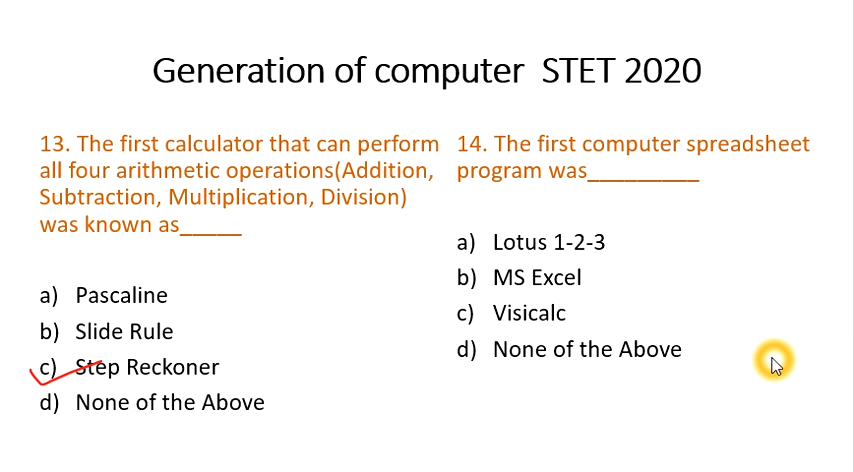 Generation of computer STET 2020
13. The first calculator that can perform
all four arithmetic operations(Addition,
Subtraction, Multiplication, Division)
was known as_____
a) Pascaline
b) Slide Rule
c) Step Reckoner
d) None of the Above
14. The first computer spreadsheet
program was_________
a) Lotus 1-2-3
b) MS Excel
c) Visicalc
d) None of the Above